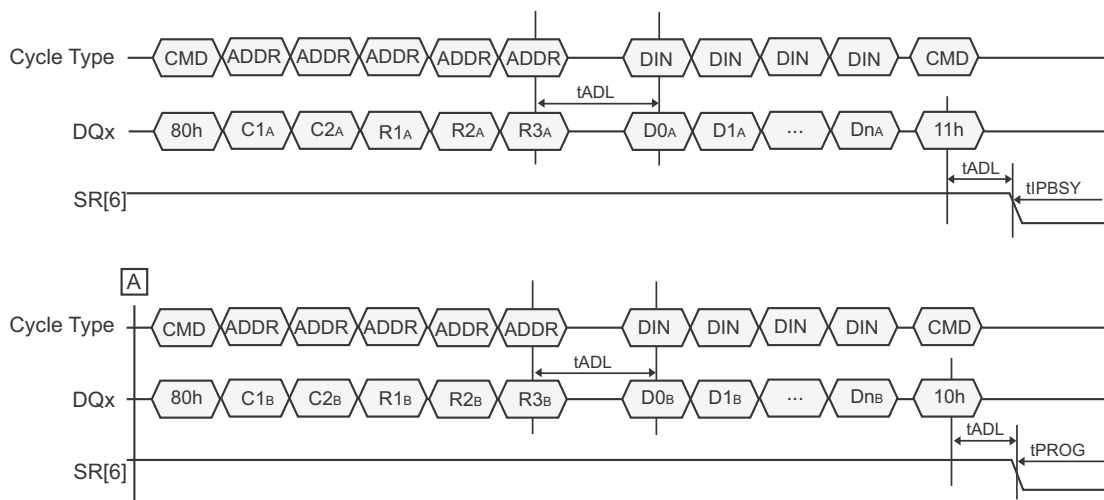 Cycle Type CMD ADDR ADDR ADDR ADDR ADDR DIN DIN DIN DIN CMD
tADL
DQx 80h C1A C2A R1A R2A R3A D0A D1A ... DnA 11h
tADL
SR[6] tIPBSY
A
Cycle Type CMD ADDR ADDR ADDR ADDR ADDR DIN DIN DIN DIN CMD
tADL
DQx 80h C1B C2B R1B R2B R3B D0B D1B ... DnB 10h
tADL
SR[6] tPROG